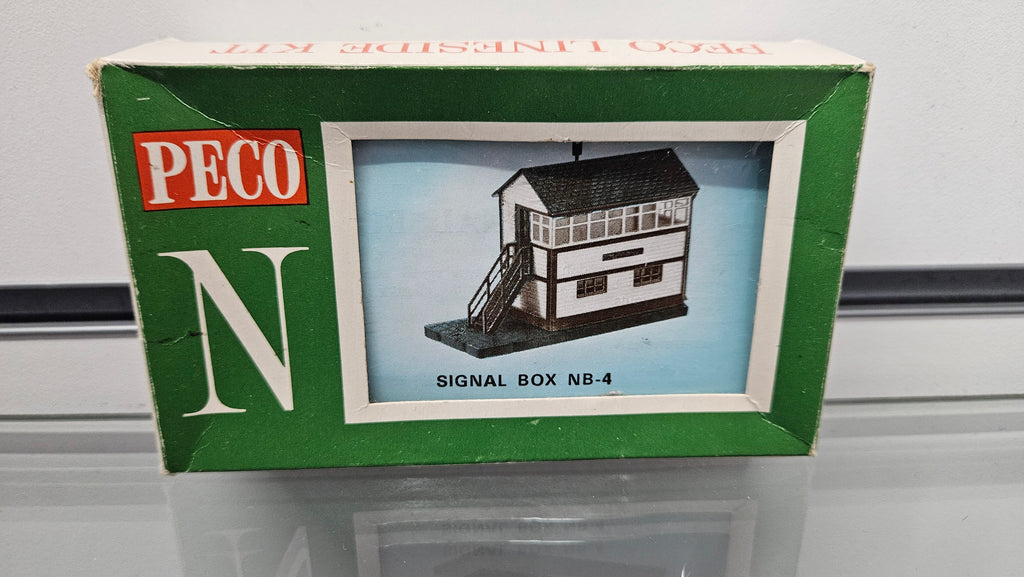 PECO LINESIDE KIT
PECO
N
SIGNAL BOX NB-4